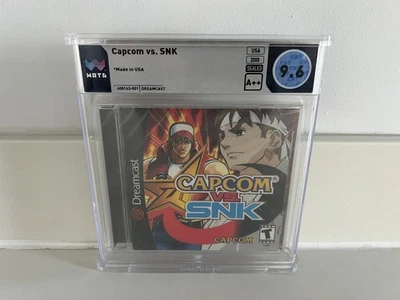 WATA
Capcom vs. SNK
*Made in USA
USA
2000
SEALED
A++
9.6
DREAMCAST
Dreamcast
CAPCOM
VS.
SNK
CAPCOM
T